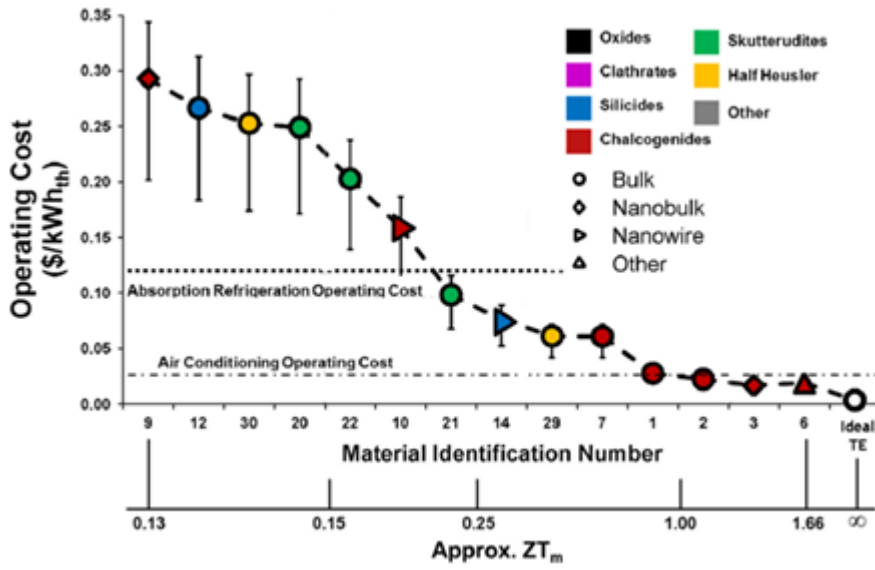 0.35
0.30
0.25
0.20
0.15
0.10
0.05
0.00
Operating Cost
($/kWh_th)
Oxides
Clathrates
Silicides
Chalcogenides
Skutterudites
Half Heusler
Other
Bulk
Nanobulk
Nanowire
Other
Absorption Refrigeration Operating Cost
Air Conditioning Operating Cost
9 12 30 20 22 10 21 14 29 7 1 2 3 6 Ideal
TE
Material Identification Number
0.13 0.15 0.25 1.00 1.66 ∞
Approx. ZT_m